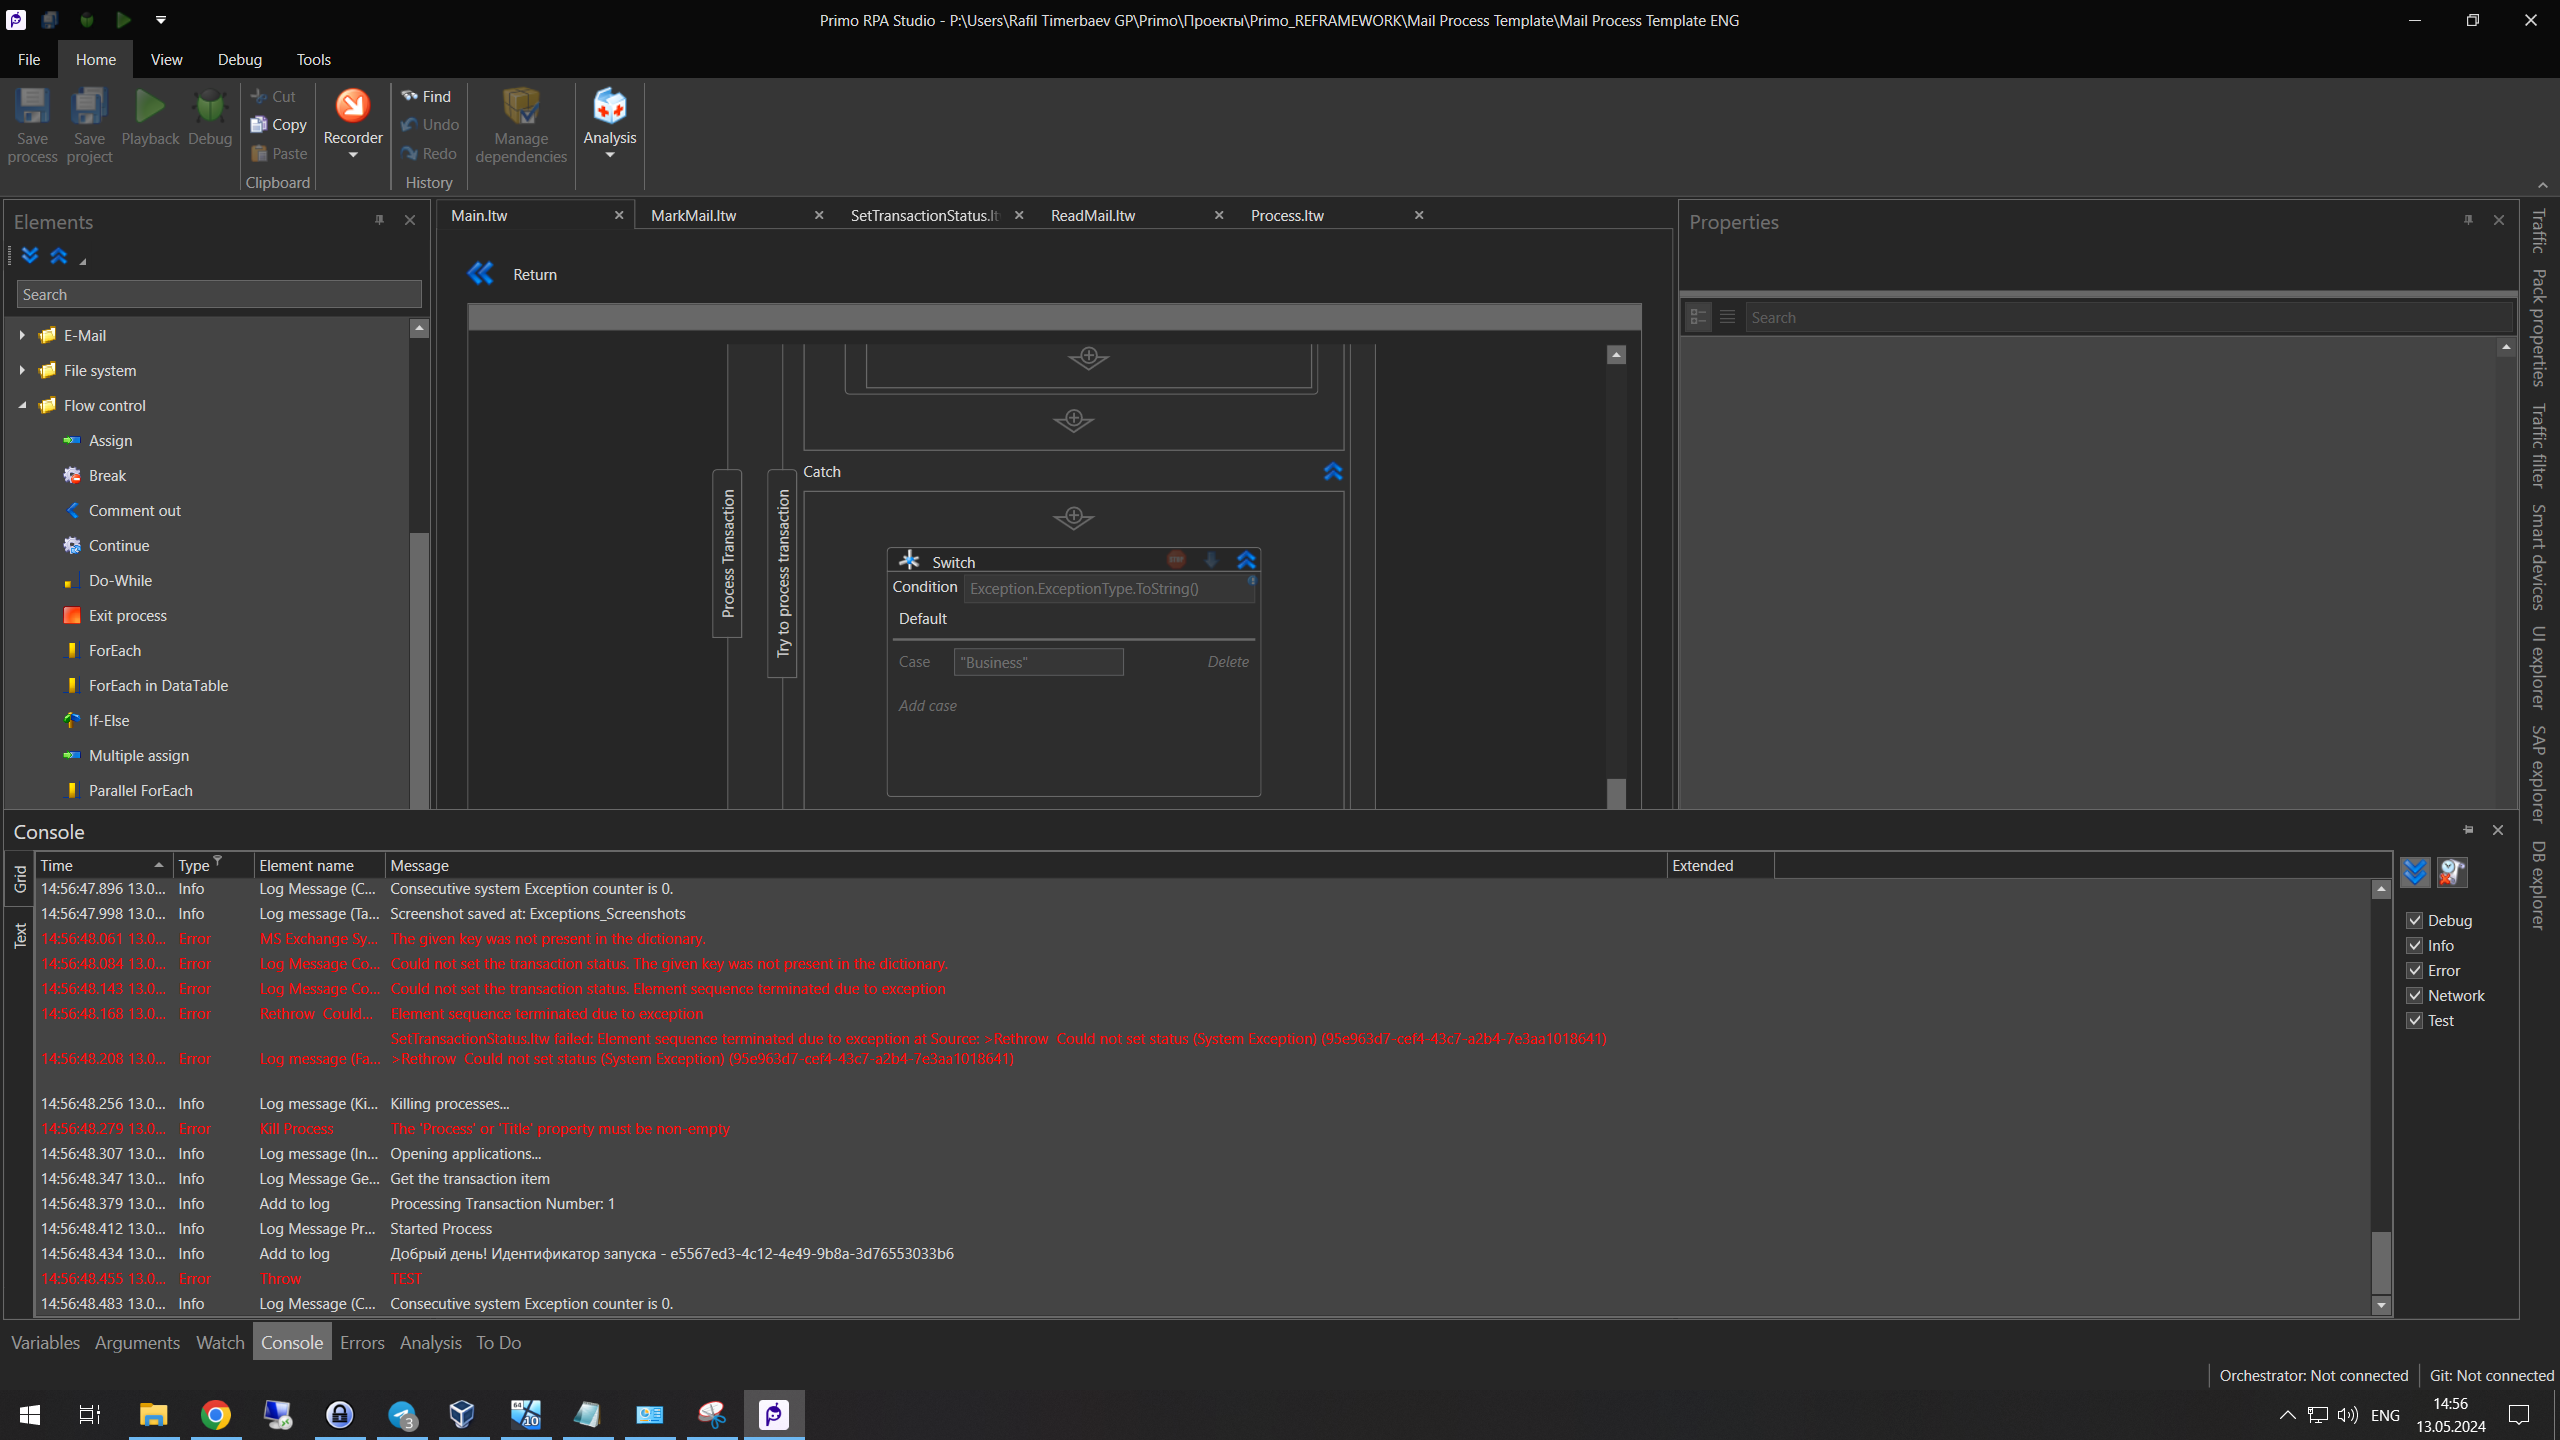 Primo RPA Studio - P:\Users\Rafil Timerbaev GP\Primo\Проекты\Primo_REFRAMEWORK\Mail Process Template\Mail Process Template ENG
File
Home
View
Debug
Tools
Save process
Save project
Playback
Debug
Cut
Copy
Paste
Clipboard
Recorder
Find
Undo
Redo
History
Manage dependencies
Analysis
Elements
Search
E-Mail
File system
Flow control
Assign
Break
Comment out
Continue
Do-While
Exit process
ForEach
ForEach in DataTable
If-Else
Multiple assign
Parallel ForEach
Main.ltw
MarkMail.ltw
SetTransactionStatus.lt
ReadMail.ltw
Process.ltw
Return
Process Transaction
Try to process transaction
Catch
Switch
STOP
Condition Exception.ExceptionType.ToString()
Default
Case "Business" Delete
Add case
Properties
Search
Traffic
Pack properties
Traffic filter
Smart devices
UI explorer
SAP explorer
DB explorer
Console
Grid
Text
Time Type Element name Message Extended
14:56:47.896 13.0... Info Log Message (C... Consecutive system Exception counter is 0.
14:56:47.998 13.0... Info Log message (Ta... Screenshot saved at: Exceptions_Screenshots
14:56:48.061 13.0... Error MS Exchange Sy... The given key was not present in the dictionary.
14:56:48.084 13.0... Error Log Message Co... Could not set the transaction status. The given key was not present in the dictionary.
14:56:48.143 13.0... Error Log Message Co... Could not set the transaction status. Element sequence terminated due to exception
14:56:48.168 13.0... Error Rethrow Could... Element sequence terminated due to exception
SetTransactionStatus.ltw failed: Element sequence terminated due to exception at Source: >Rethrow Could not set status (System Exception) (95e963d7-cef4-43c7-a2b4-7e3aa1018641)
14:56:48.208 13.0... Error Log message (Fa... >Rethrow Could not set status (System Exception) (95e963d7-cef4-43c7-a2b4-7e3aa1018641)
14:56:48.256 13.0... Info Log message (Ki... Killing processes...
14:56:48.279 13.0... Error Kill Process The 'Process' or 'Title' property must be non-empty
14:56:48.307 13.0... Info Log message (In... Opening applications...
14:56:48.347 13.0... Info Log Message Ge... Get the transaction item
14:56:48.379 13.0... Info Add to log Processing Transaction Number: 1
14:56:48.412 13.0... Info Log Message Pr... Started Process
14:56:48.434 13.0... Info Add to log Добрый день! Идентификатор запуска - e5567ed3-4c12-4e49-9b8a-3d76553033b6
14:56:48.455 13.0... Error Throw TEST
14:56:48.483 13.0... Info Log Message (C... Consecutive system Exception counter is 0.
Debug
Info
Error
Network
Test
Variables
Arguments
Watch
Console
Errors
Analysis
To Do
Orchestrator: Not connected
Git: Not connected
3
64
10
ENG
14:56
13.05.2024